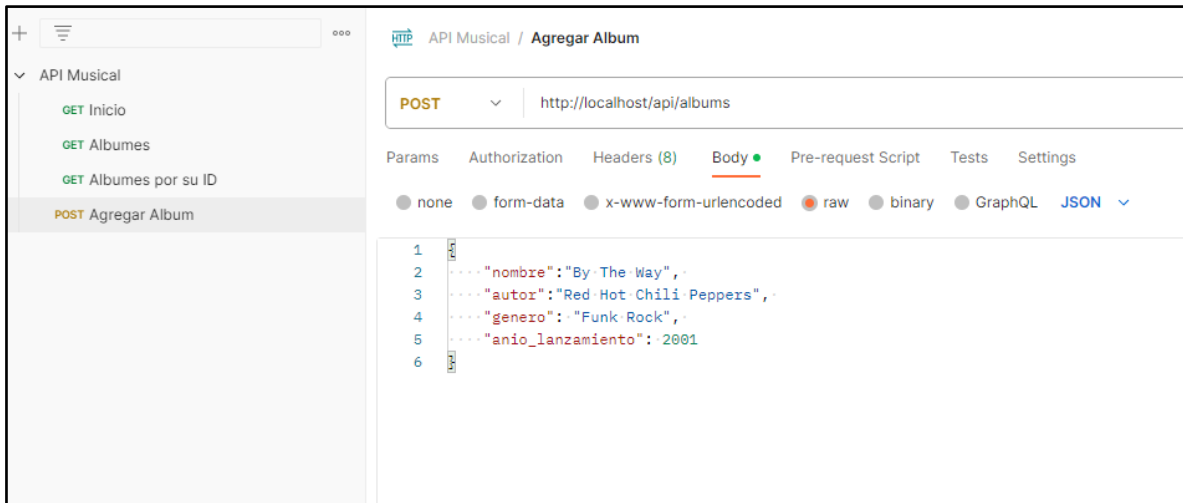 API Musical
GET Inicio
GET Albumes
GET Albumes por su ID
POST Agregar Album
HTTP API Musical / Agregar Album
POST http://localhost/api/albums
Params Authorization Headers (8) Body Pre-request Script Tests Settings
none form-data x-www-form-urlencoded raw binary GraphQL JSON
1 {
2 "nombre":"By The Way",
3 "autor":"Red Hot Chili Peppers",
4 "genero": "Funk Rock",
5 "anio_lanzamiento": 2001
6 }